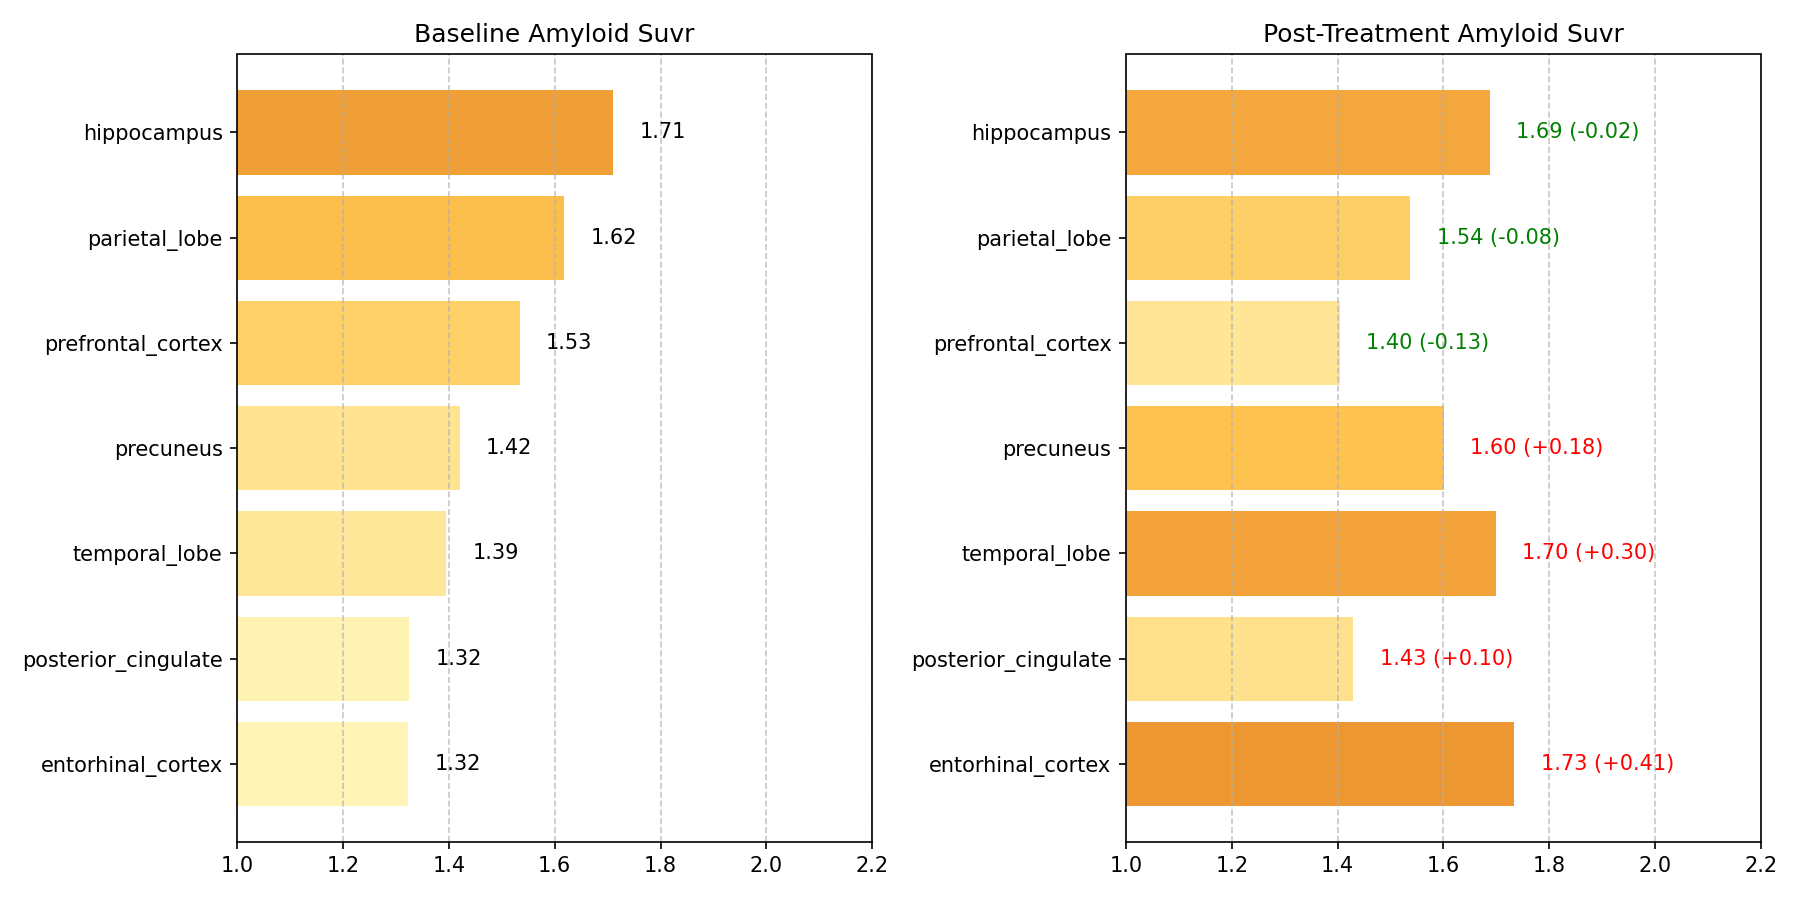 Baseline Amyloid Suvr
hippocampus
1.71
parietal_lobe
1.62
prefrontal_cortex
1.53
precuneus
1.42
temporal_lobe
1.39
posterior_cingulate
1.32
entorhinal_cortex
1.32
1.0 1.2 1.4 1.6 1.8 2.0 2.2
Post-Treatment Amyloid Suvr
hippocampus
1.69 (-0.02)
parietal_lobe
1.54 (-0.08)
prefrontal_cortex
1.40 (-0.13)
precuneus
1.60 (+0.18)
temporal_lobe
1.70 (+0.30)
posterior_cingulate
1.43 (+0.10)
entorhinal_cortex
1.73 (+0.41)
1.0 1.2 1.4 1.6 1.8 2.0 2.2